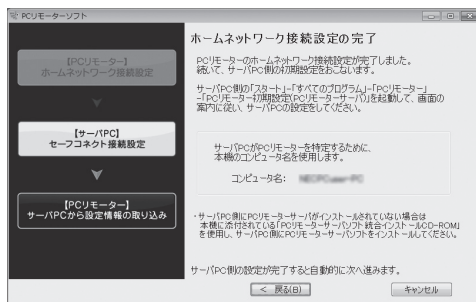 PCリモーターソフト
【PCリモーター】
ホームネットワーク接続設定
【サーバPC】
セーフコネクト接続設定
【PCリモーター】
サーバPCから設定情報の取り込み
ホームネットワーク接続設定の完了
PCリモーターのホームネットワーク接続設定が完了しました。
続いて、サーバPC側の初期設定をおこないます。
サーバPC側の「スタート」-「すべてのプログラム」-「PCリモーター」
-「PCリモーター初期設定(PCリモーターサーバ)」を起動して、画面の
案内に従い、サーバPCの設定をしてください。
サーバPCがPCリモーターを特定するために、
本機のコンピュータ名を使用します。
コンピュータ名:
・サーバPC側にPCリモーターサーバがインストールされていない場合は
本機に添付されている「PCリモーターサーバソフト 統合インストールCD-ROM」
を使用し、サーバPC側にPCリモーターサーバソフトをインストールしてください。
サーバPC側の設定が完了すると自動的に次へ進みます。
< 戻る(B)
キャンセル